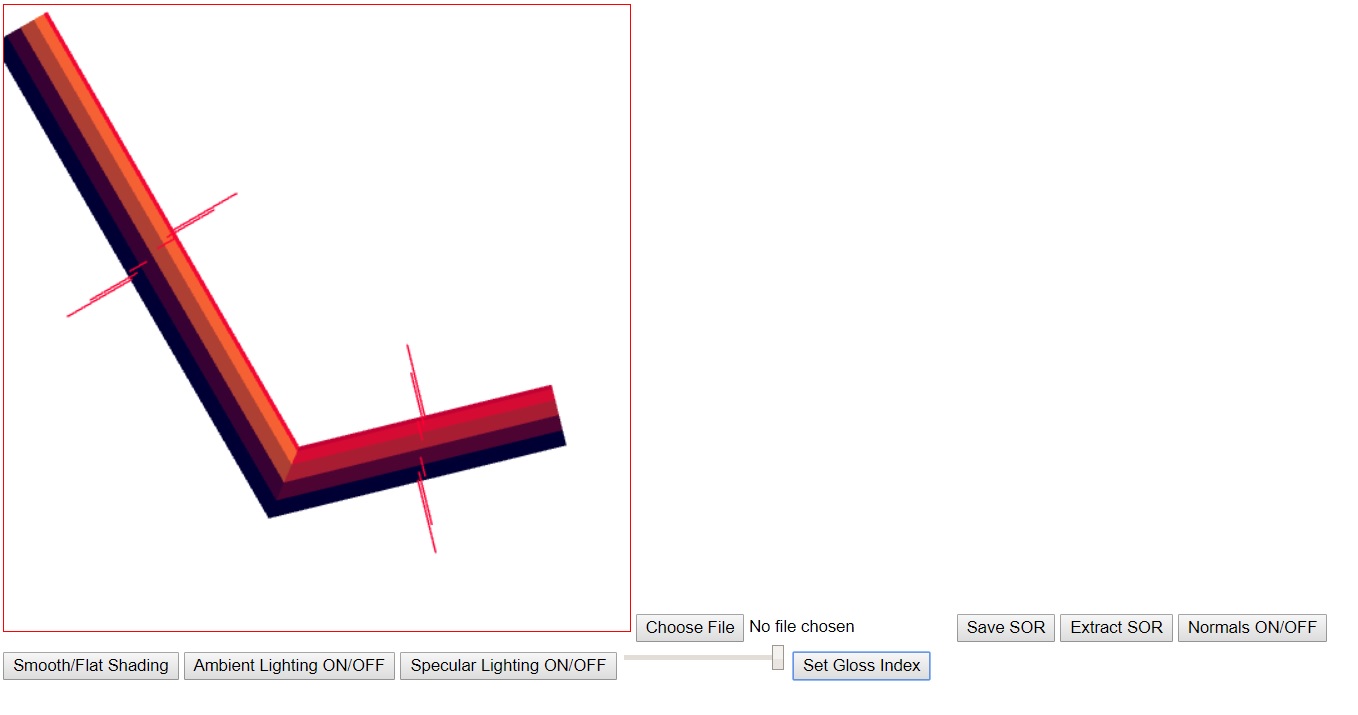 Choose File No file chosen Save SOR Extract SOR Normals ON/OFF
Smooth/Flat Shading Ambient Lighting ON/OFF Specular Lighting ON/OFF Set Gloss Index